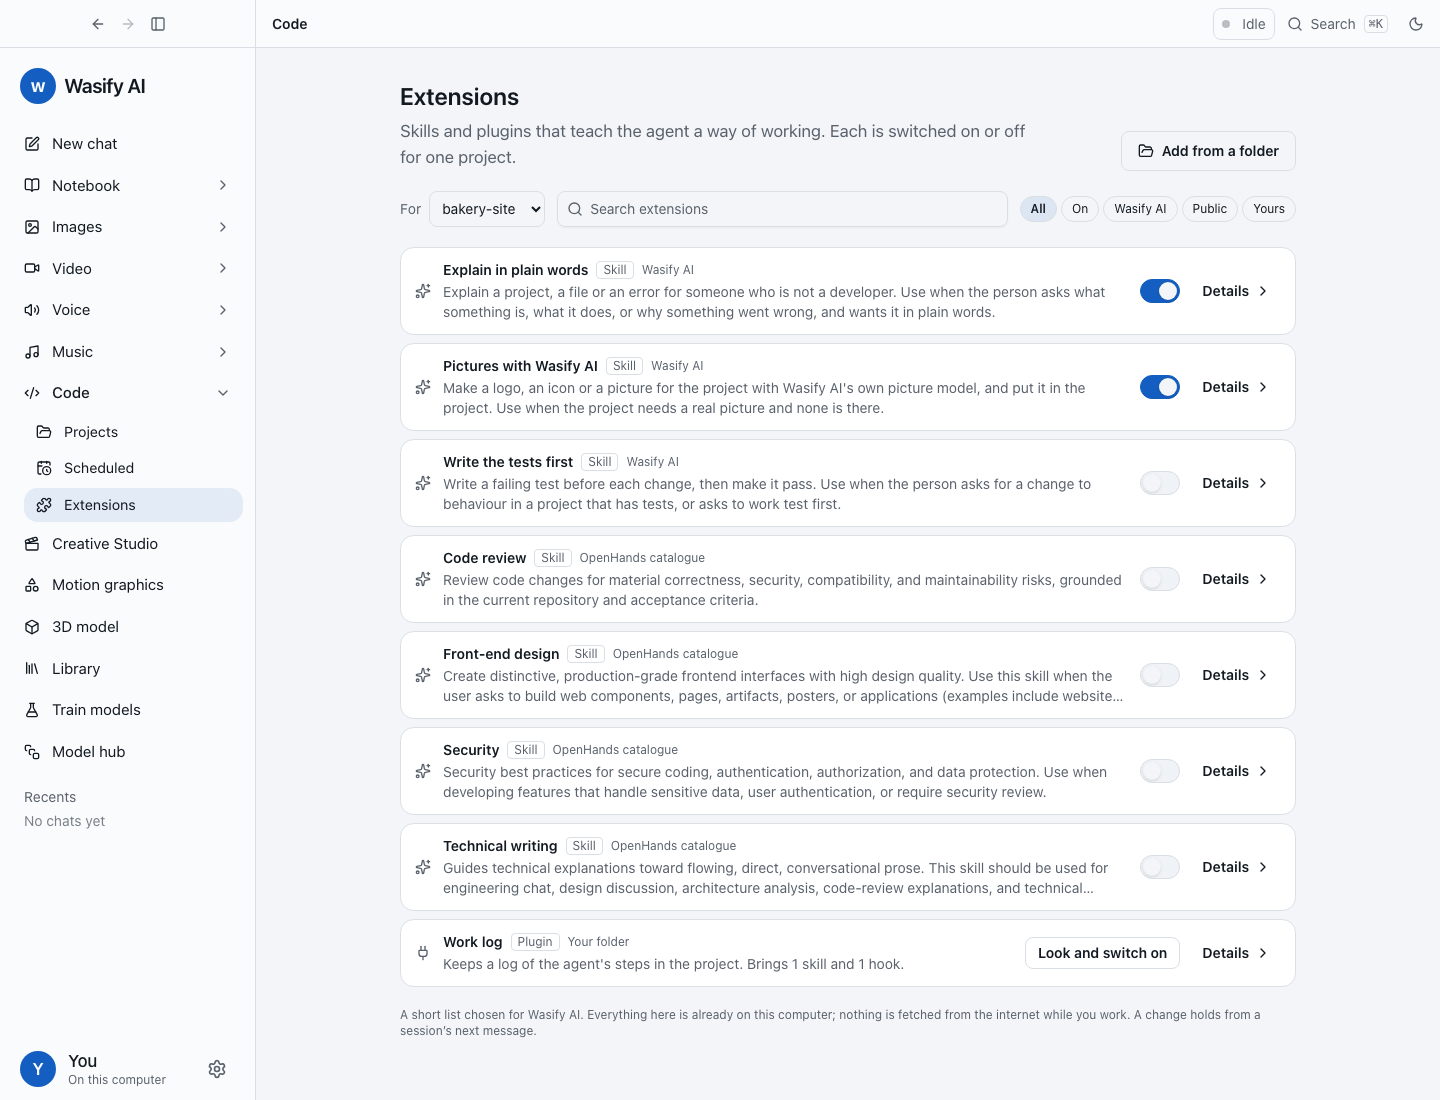 Code
Idle
Search ⌘K
W Wasify AI
New chat
Notebook
Images
Video
Voice
Music
Code
Projects
Scheduled
Extensions
Creative Studio
Motion graphics
3D model
Library
Train models
Model hub
Recents
No chats yet
Y You
On this computer
Extensions
Skills and plugins that teach the agent a way of working. Each is switched on or off
for one project.
Add from a folder
For bakery-site Search extensions All On Wasify AI Public Yours
Explain in plain words Skill Wasify AI
Explain a project, a file or an error for someone who is not a developer. Use when the person asks what
something is, what it does, or why something went wrong, and wants it in plain words.
Details
Pictures with Wasify AI Skill Wasify AI
Make a logo, an icon or a picture for the project with Wasify AI's own picture model, and put it in the
project. Use when the project needs a real picture and none is there.
Details
Write the tests first Skill Wasify AI
Write a failing test before each change, then make it pass. Use when the person asks for a change to
behaviour in a project that has tests, or asks to work test first.
Details
Code review Skill OpenHands catalogue
Review code changes for material correctness, security, compatibility, and maintainability risks, grounded
in the current repository and acceptance criteria.
Details
Front-end design Skill OpenHands catalogue
Create distinctive, production-grade frontend interfaces with high design quality. Use this skill when the
user asks to build web components, pages, artifacts, posters, or applications (examples include website...
Details
Security Skill OpenHands catalogue
Security best practices for secure coding, authentication, authorization, and data protection. Use when
developing features that handle sensitive data, user authentication, or require security review.
Details
Technical writing Skill OpenHands catalogue
Guides technical explanations toward flowing, direct, conversational prose. This skill should be used for
engineering chat, design discussion, architecture analysis, code-review explanations, and technical...
Details
Work log Plugin Your folder
Keeps a log of the agent's steps in the project. Brings 1 skill and 1 hook.
Look and switch on
Details
A short list chosen for Wasify AI. Everything here is already on this computer; nothing is fetched from the internet while you work. A change holds from a
session's next message.